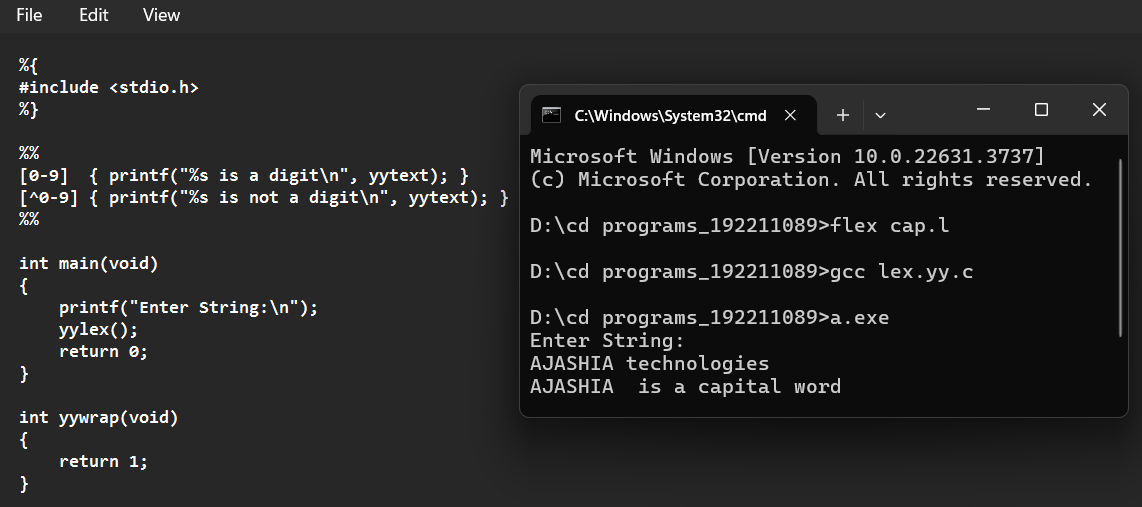 File Edit View
%{
#include <stdio.h>
%}
%%
[0-9]  { printf("%s is a digit\n", yytext); }
[^0-9] { printf("%s is not a digit\n", yytext); }
%%
int main(void)
{
    printf("Enter String:\n");
    yylex();
    return 0;
}
int yywrap(void)
{
    return 1;
}
C:\Windows\System32\cmd
Microsoft Windows [Version 10.0.22631.3737]
(c) Microsoft Corporation. All rights reserved.
D:\cd programs_192211089>flex cap.l
D:\cd programs_192211089>gcc lex.yy.c
D:\cd programs_192211089>a.exe
Enter String:
AJASHIA technologies
AJASHIA  is a capital word